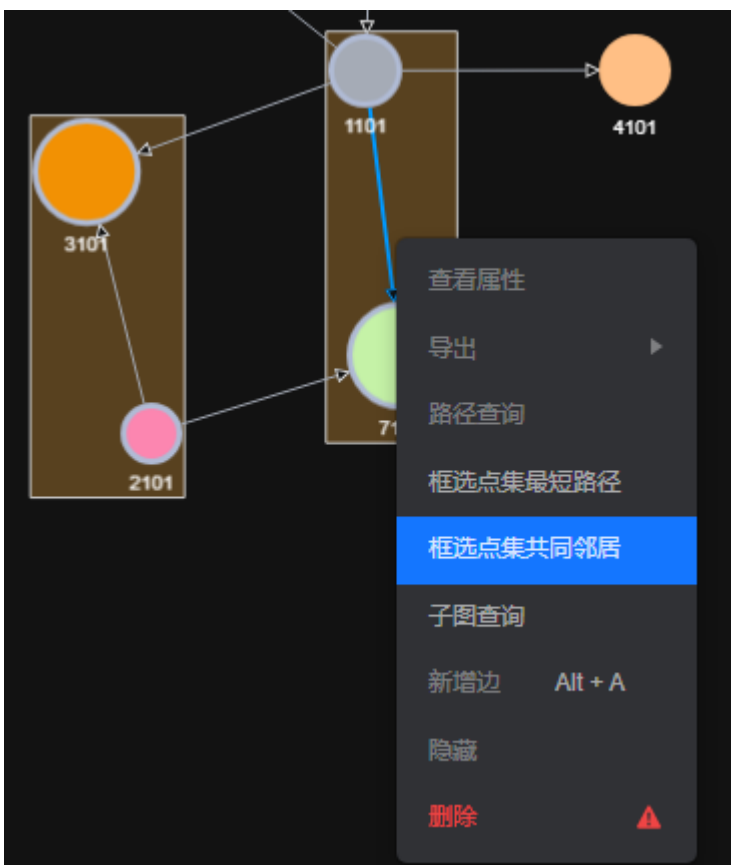 1101
4101
3101
2101
71
查看属性
导出
路径查询
框选点集最短路径
框选点集共同邻居
子图查询
新增边 Alt + A
隐藏
删除